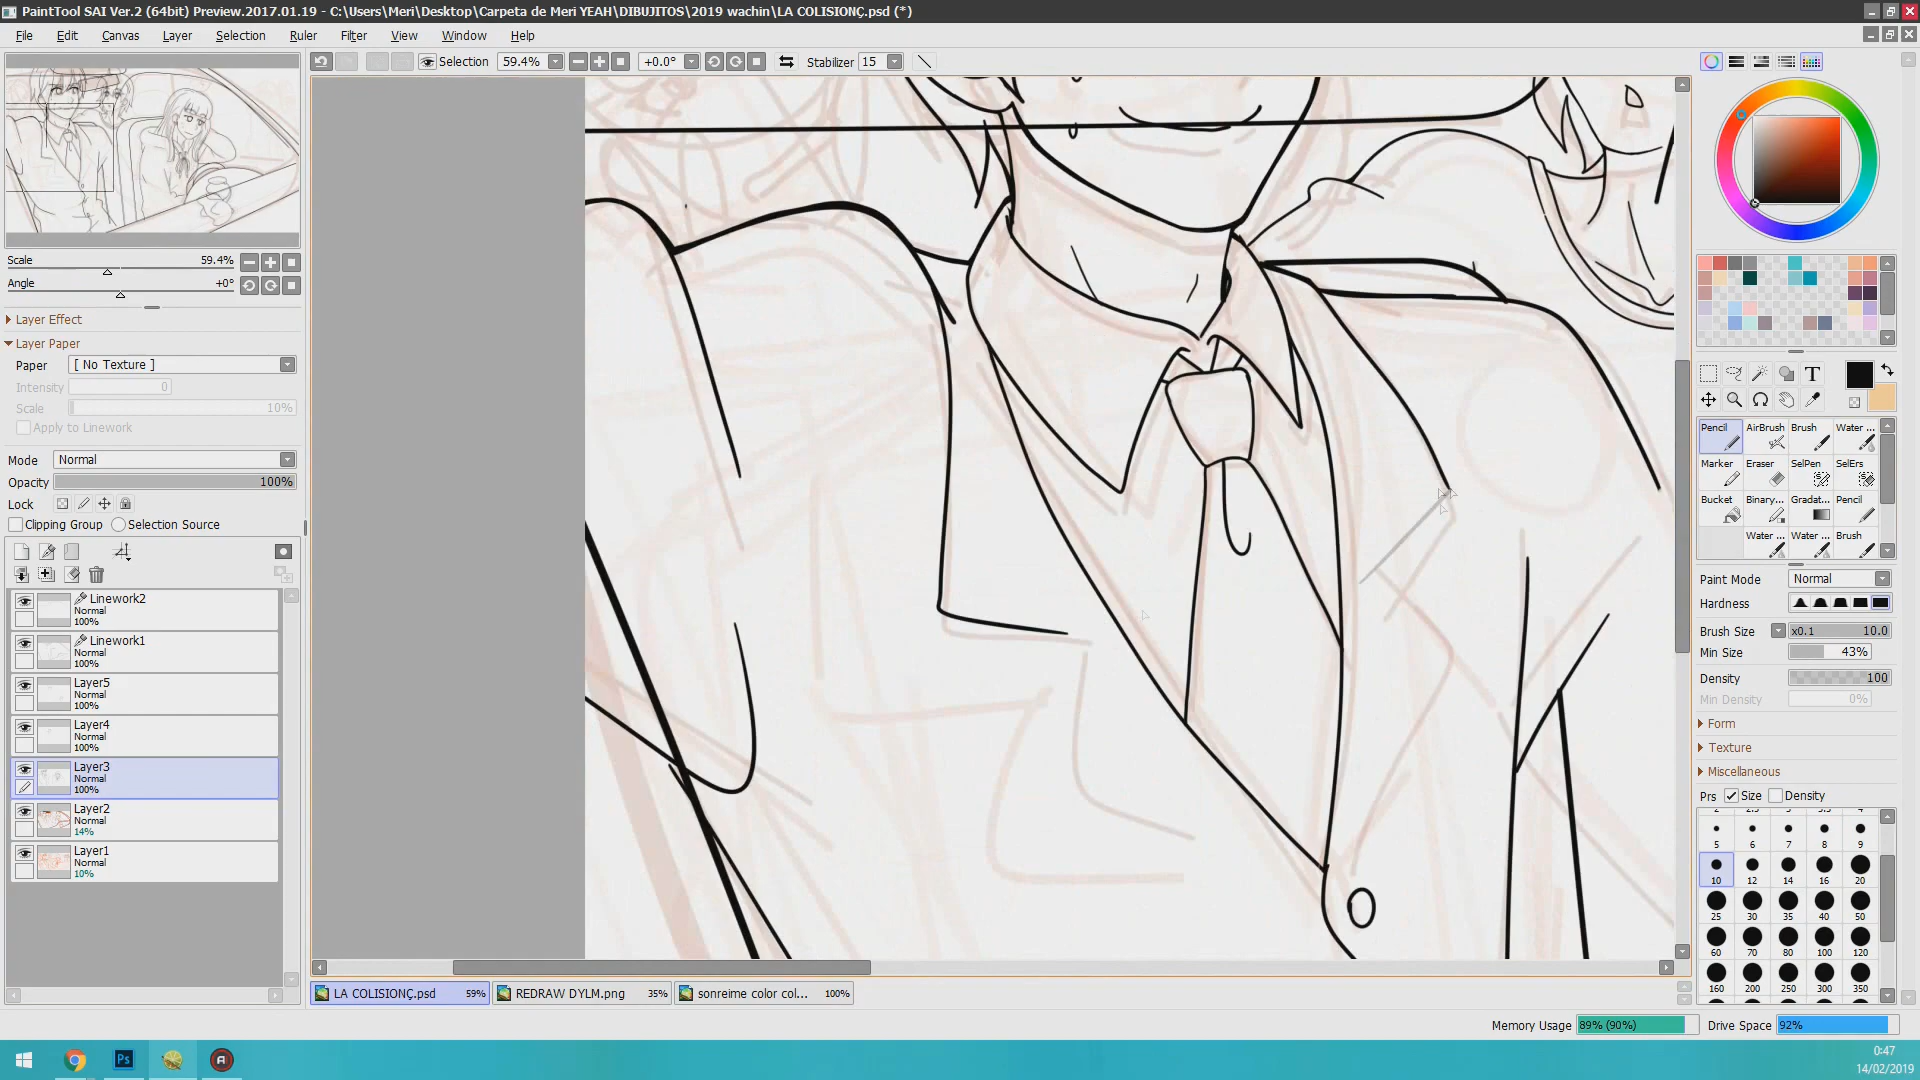 PaintTool SAI Ver.2 (64bit) Preview.2017.01.19 - C:\Users\Meri\Desktop\Carpeta de Meri YEAH\DIBUJITOS\2019 wachin\LA COLISIONÇ.psd (*)
File Edit Canvas Layer Selection Ruler Filter View Window Help
Selection 59.4% +0.0° Stabilizer 15
Scale 59.4%
Angle +0°
Layer Effect
Layer Paper
Paper [ No Texture ]
Intensity 0
Scale 10%
Apply to Linework
Mode Normal
Opacity 100%
Lock
Clipping Group Selection Source
Linework2
Normal
100%
Linework1
Normal
100%
Layer5
Normal
100%
Layer4
Normal
100%
Layer3
Normal
100%
Layer2
Normal
14%
Layer1
Normal
10%
T
Pencil AirBrush Brush Water ...
Marker Eraser SelPen SelErs
Bucket Binary... Gradat... Pencil
Water ... Water ... Brush
Paint Mode Normal
Hardness
Brush Size x0.1 10.0
Min Size 43%
Density 100
Min Density 0%
Form
Texture
Miscellaneous
Prs Size Density
5 6 7 8 9
10 12 14 16 20
25 30 35 40 50
60 70 80 100 120
160 200 250 300 350
LA COLISIONÇ.psd 59% REDRAW DYLM.png 35% sonreime color col... 100%
Memory Usage 89% (90%) Drive Space 92%
Ps
0:47
14/02/2019